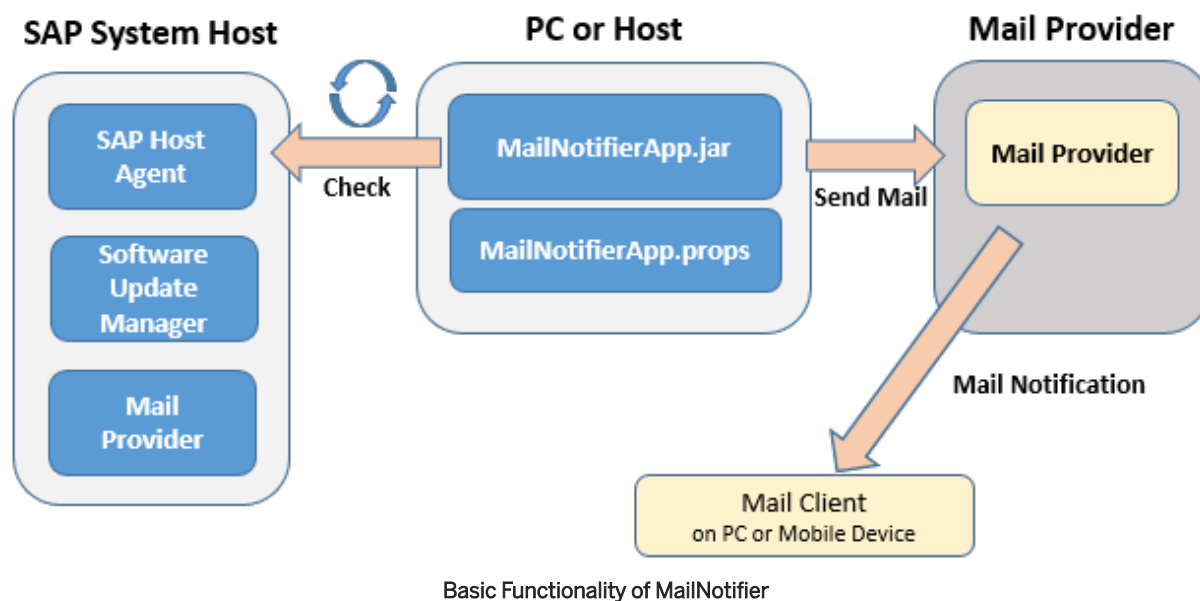 SAP System Host
PC or Host
Mail Provider
SAP Host
Agent
Software
Update
Manager
Mail
Provider
Check
MailNotifierApp.jar
MailNotifierApp.props
Send Mail
Mail Provider
Mail Notification
Mail Client
on PC or Mobile Device
Basic Functionality of MailNotifier